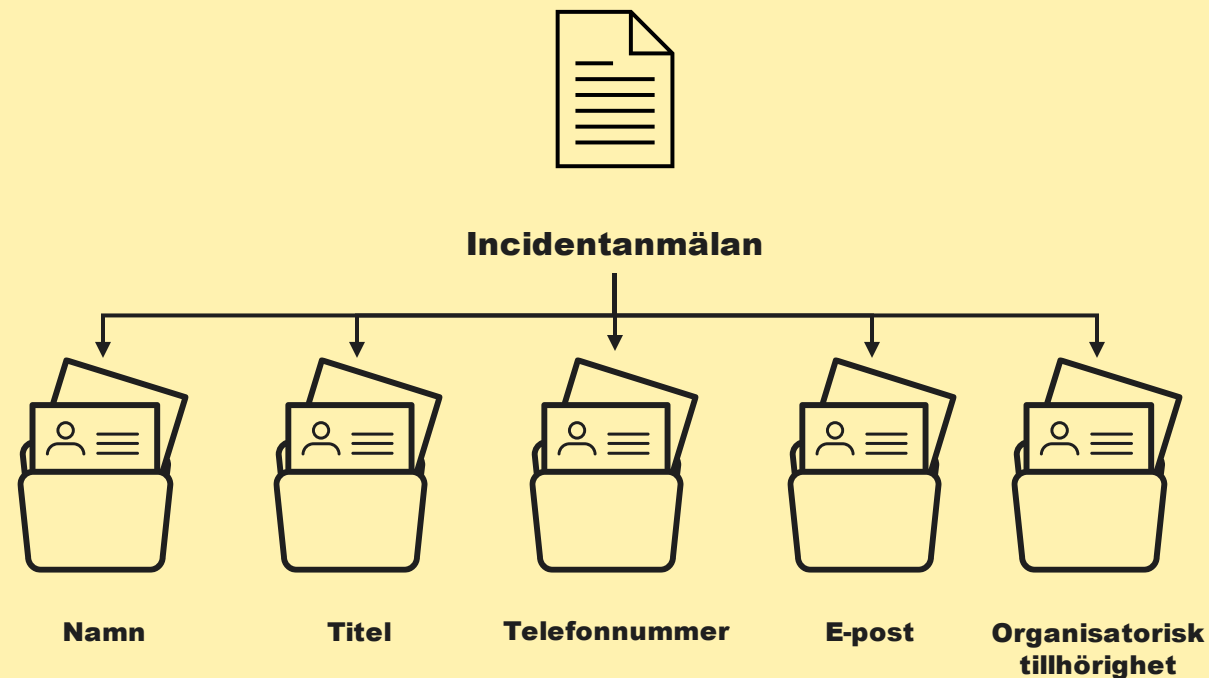 Incidentanmälan
Namn
Titel
Telefonnummer
E-post
Organisatorisk
tillhörighet